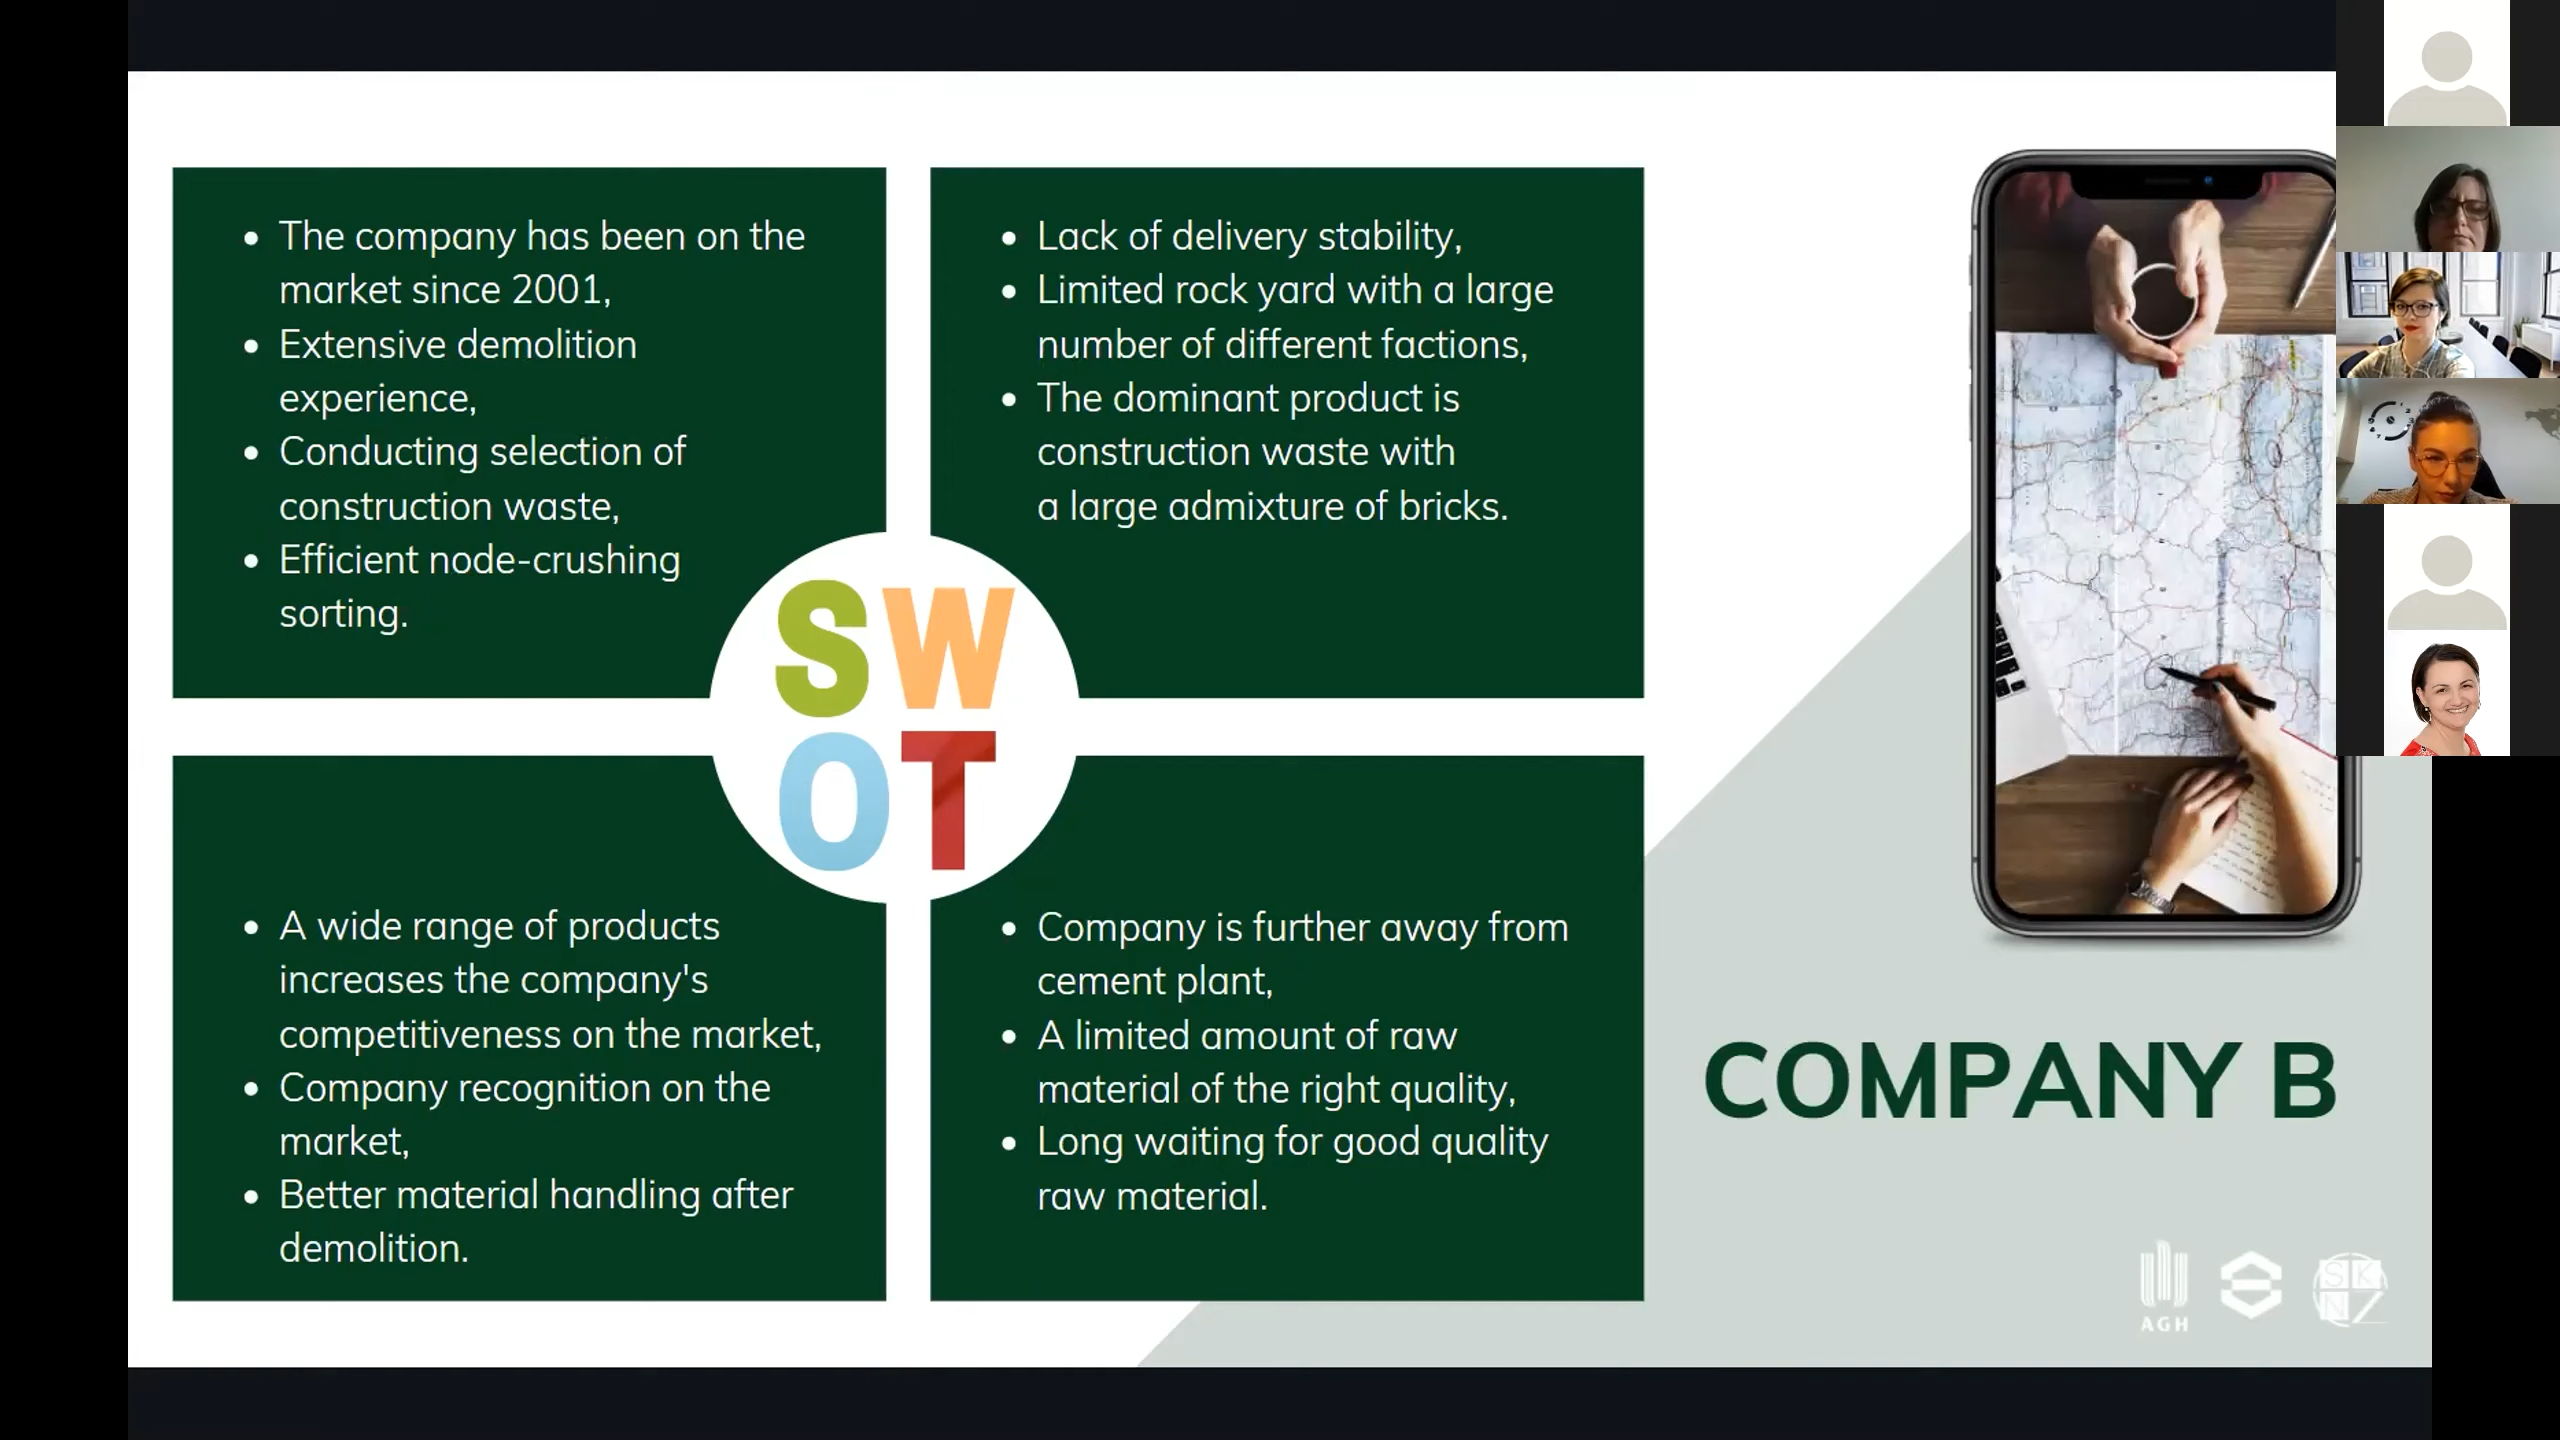 • The company has been on the
market since 2001,
• Extensive demolition
experience,
• Conducting selection of
construction waste,
• Efficient node-crushing
sorting.
• Lack of delivery stability,
• Limited rock yard with a large
number of different factions,
• The dominant product is
construction waste with
a large admixture of bricks.
SW
OT
• A wide range of products
increases the company's
competitiveness on the market,
• Company recognition on the
market,
• Better material handling after
demolition.
• Company is further away from
cement plant,
• A limited amount of raw
material of the right quality,
• Long waiting for good quality
raw material.
COMPANY B
AGH
SK
NZ